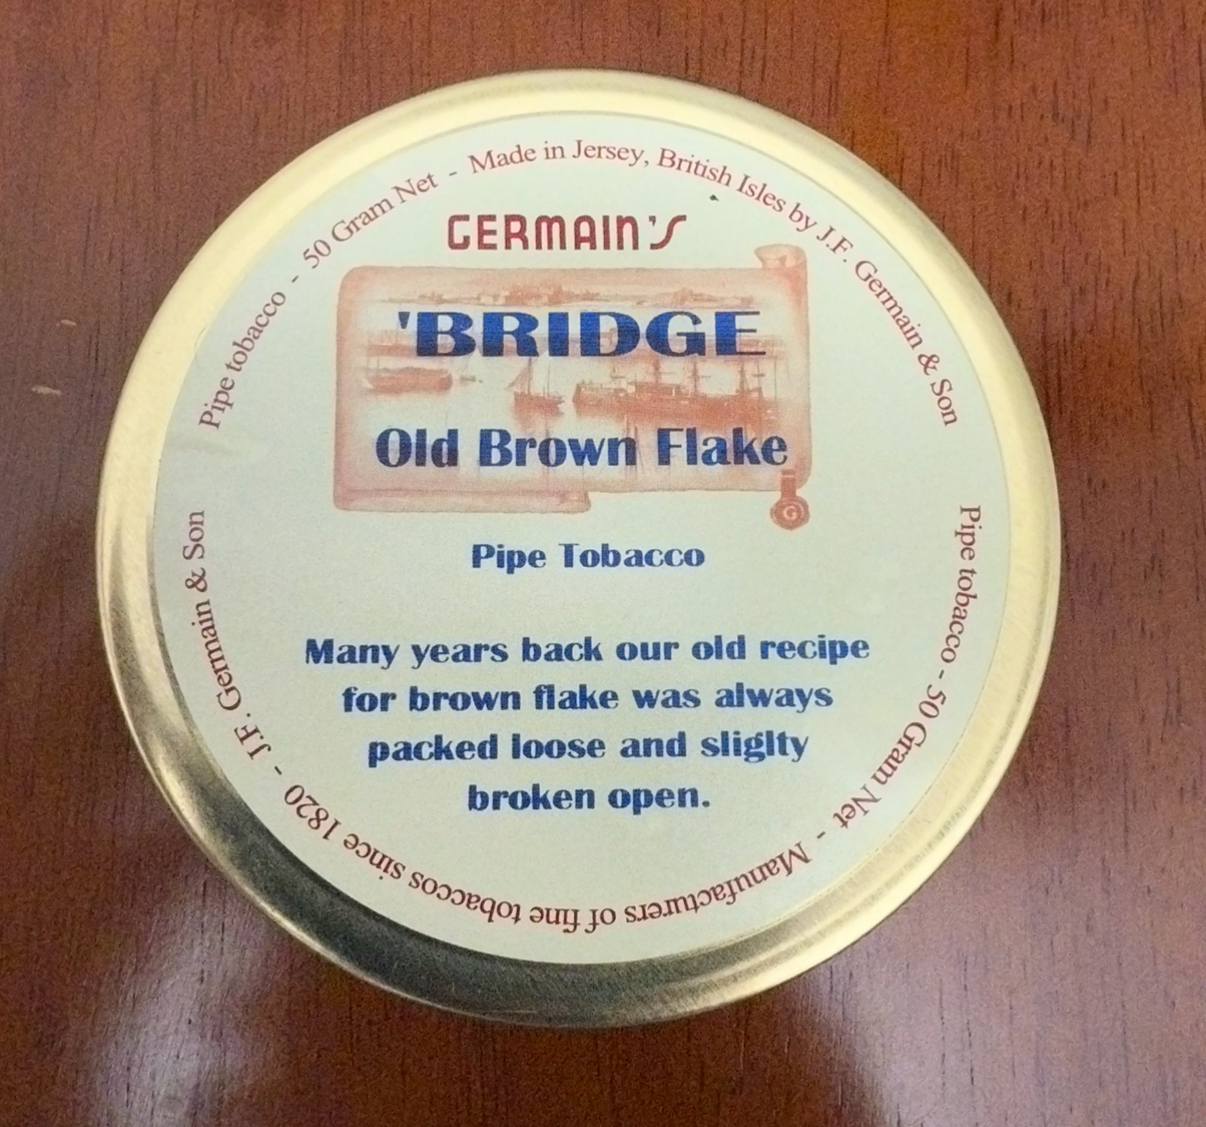 Pipe tobacco - 50 Gram Net - Made in Jersey, British Isles by J.F. Germain & Son
GERMAIN'S
'BRIDGE
Old Brown Flake
G
Pipe Tobacco
Many years back our old recipe
for brown flake was always
packed loose and sliglty
broken open.
Pipe tobacco - 50 Gram Net - Manufacturers of fine tobaccos since 1820 - J.F. Germain & Son